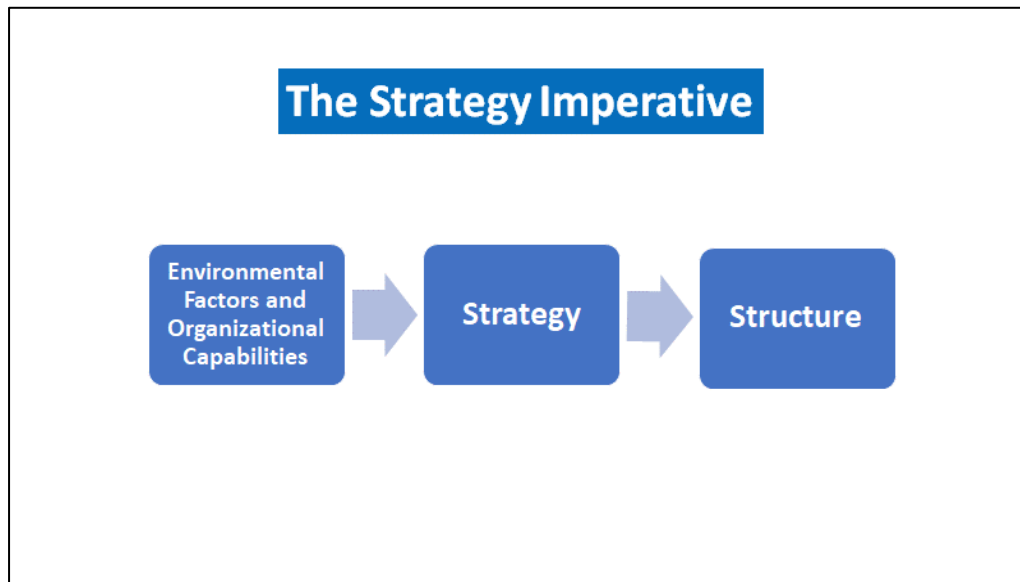 The Strategy Imperative
Environmental
Factors and
Organizational
Capabilities
Strategy
Structure